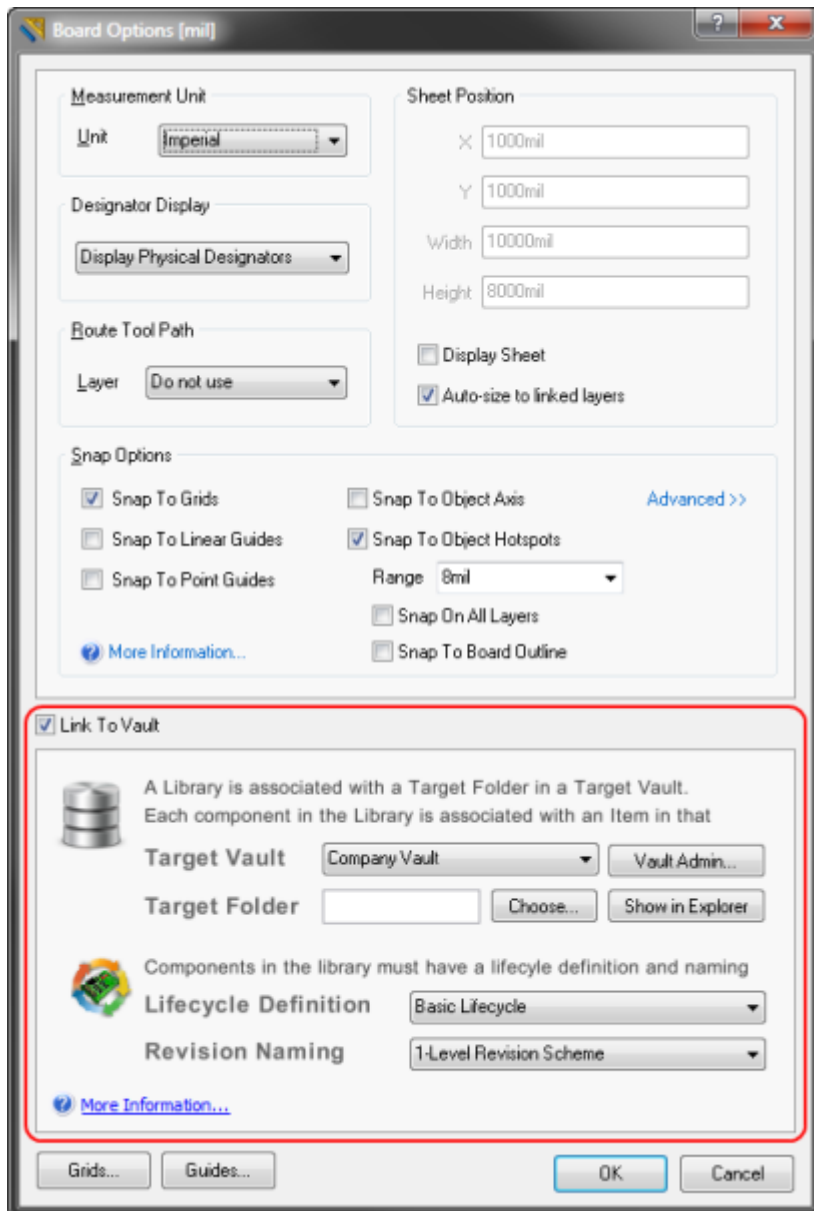 Board Options [mil]
Measurement Unit
Unit Imperial
Designator Display
Display Physical Designators
Route Tool Path
Layer Do not use
Sheet Position
X 1000mil
Y 1000mil
Width 10000mil
Height 8000mil
Display Sheet
Auto-size to linked layers
Snap Options
Snap To Grids
Snap To Linear Guides
Snap To Point Guides
More Information...
Snap To Object Axis
Snap To Object Hotspots
Range 8mil
Snap On All Layers
Snap To Board Outline
Advanced >>
Link To Vault
A Library is associated with a Target Folder in a Target Vault.
Each component in the Library is associated with an Item in that
Target Vault Company Vault Vault Admin...
Target Folder Choose... Show in Explorer
Components in the library must have a lifecyle definition and naming
Lifecycle Definition Basic Lifecycle
Revision Naming 1-Level Revision Scheme
More Information...
Grids... Guides... OK Cancel